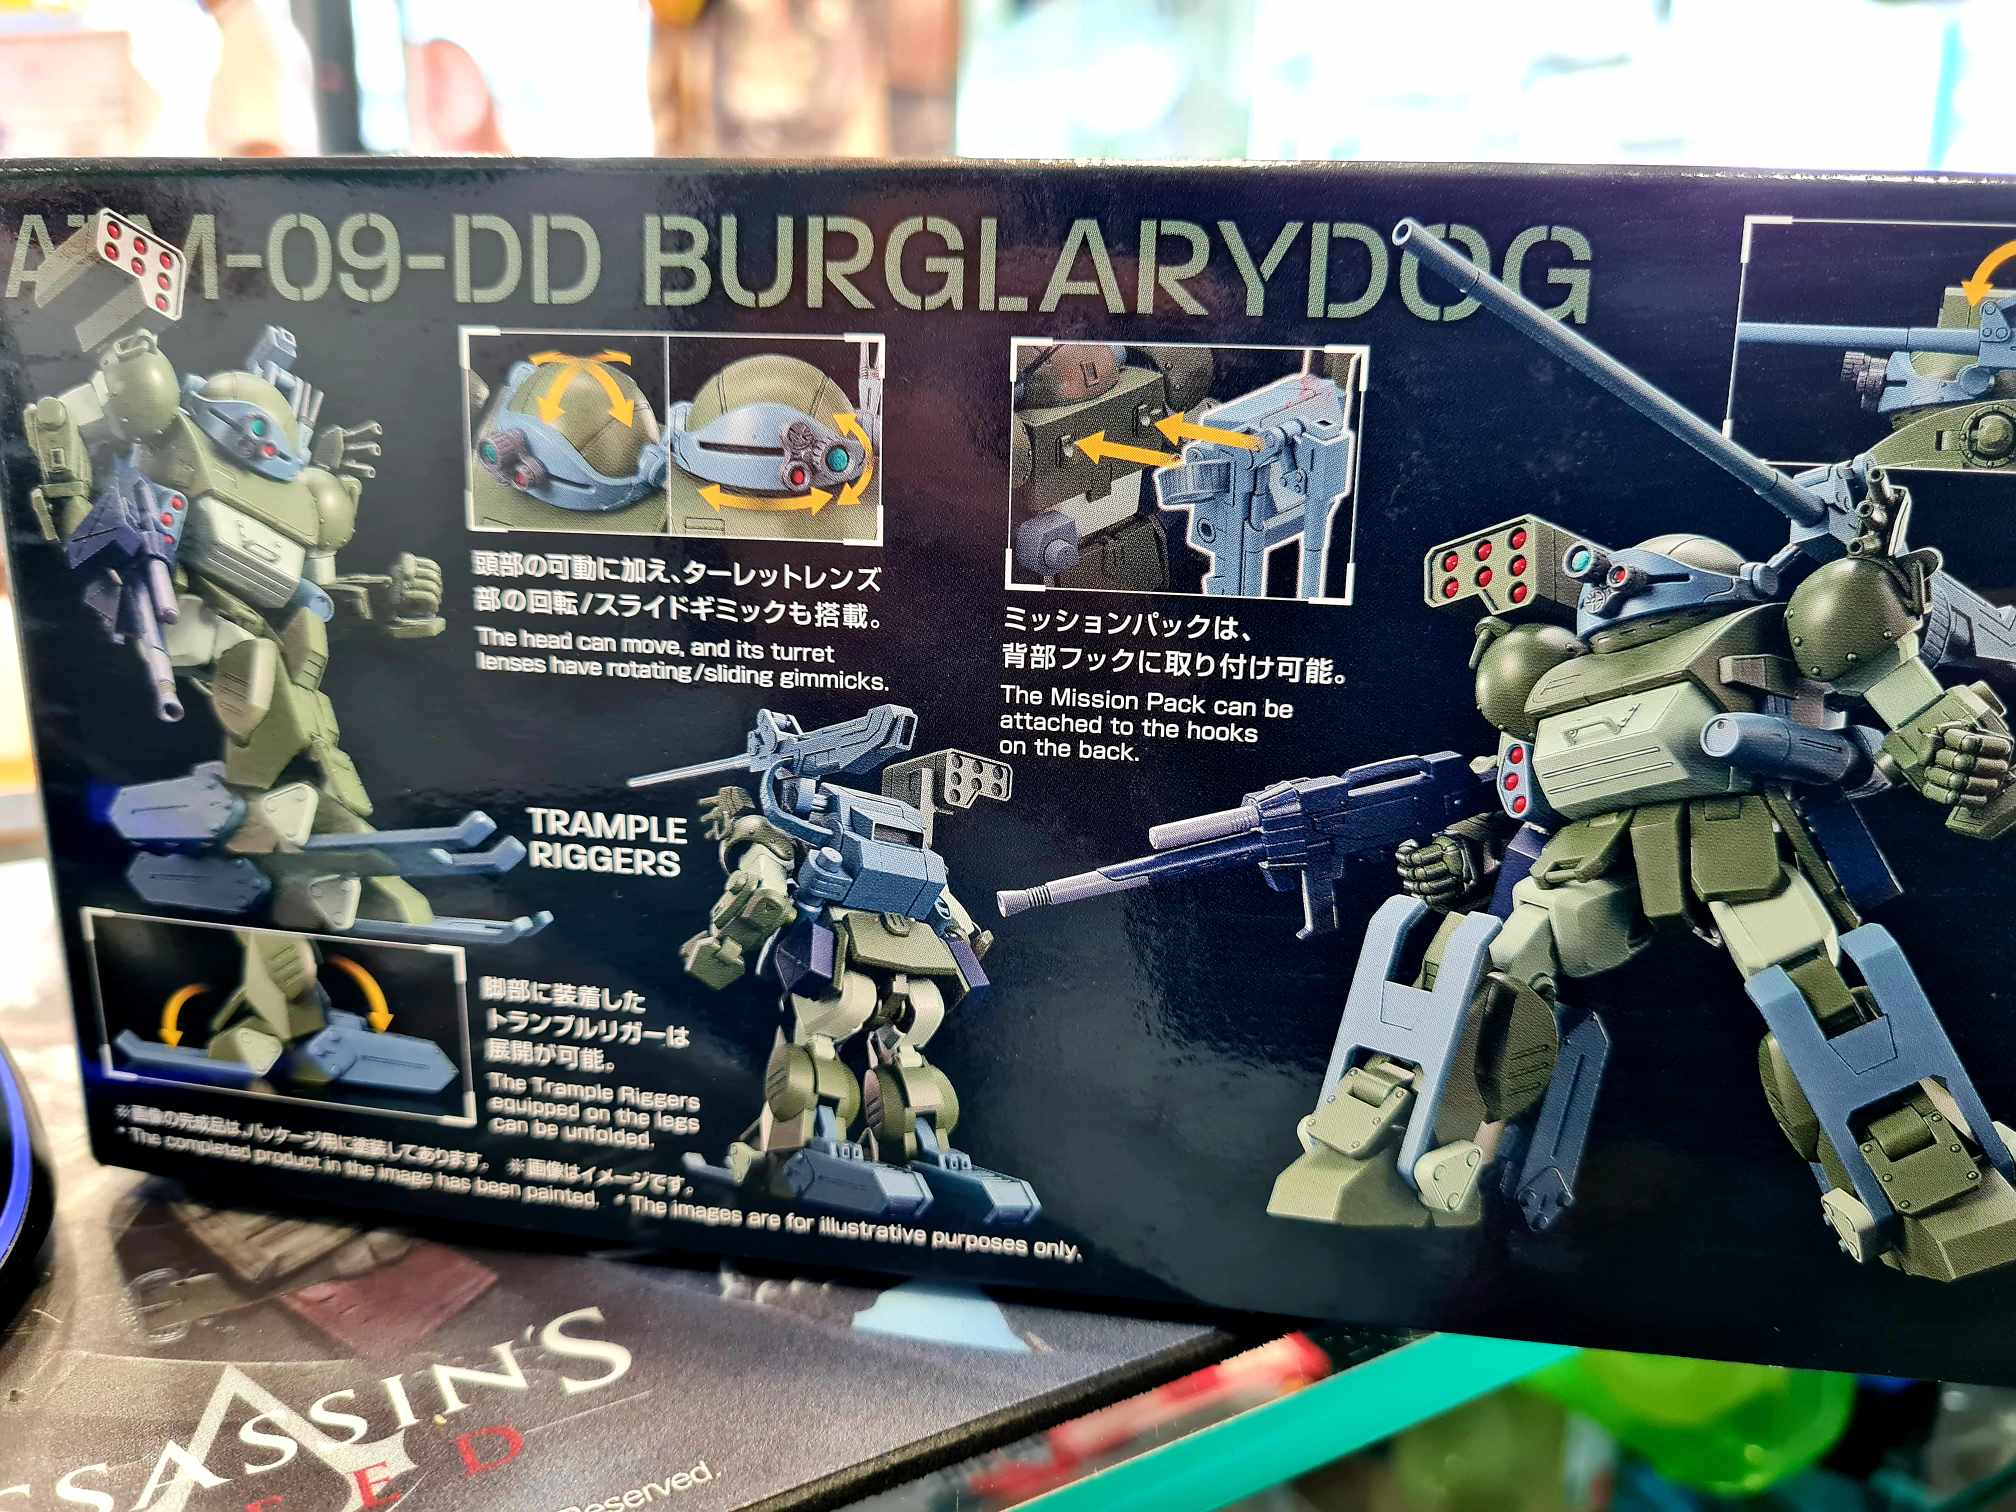 ATM-09-DD BURGLARYDOG
頭部の可動に加え、ターレットレンズ
部の回転/スライドギミックも搭載。
The head can move, and its turret
lenses have rotating/sliding gimmicks.
ミッションパックは、
背部フックに取り付け可能。
The Mission Pack can be
attached to the hooks
on the back.
TRAMPLE
RIGGERS
脚部に装着した
トランプルリガーは
展開が可能。
The Trample Riggers
equipped on the legs
can be unfolded.
※画像の完成品は、パッケージ用に塗装してあります。 ※画像はイメージです。
* The completed product in the image has been painted. * The images are for illustrative purposes only.
ASSASSIN'S
EED
Reserved.